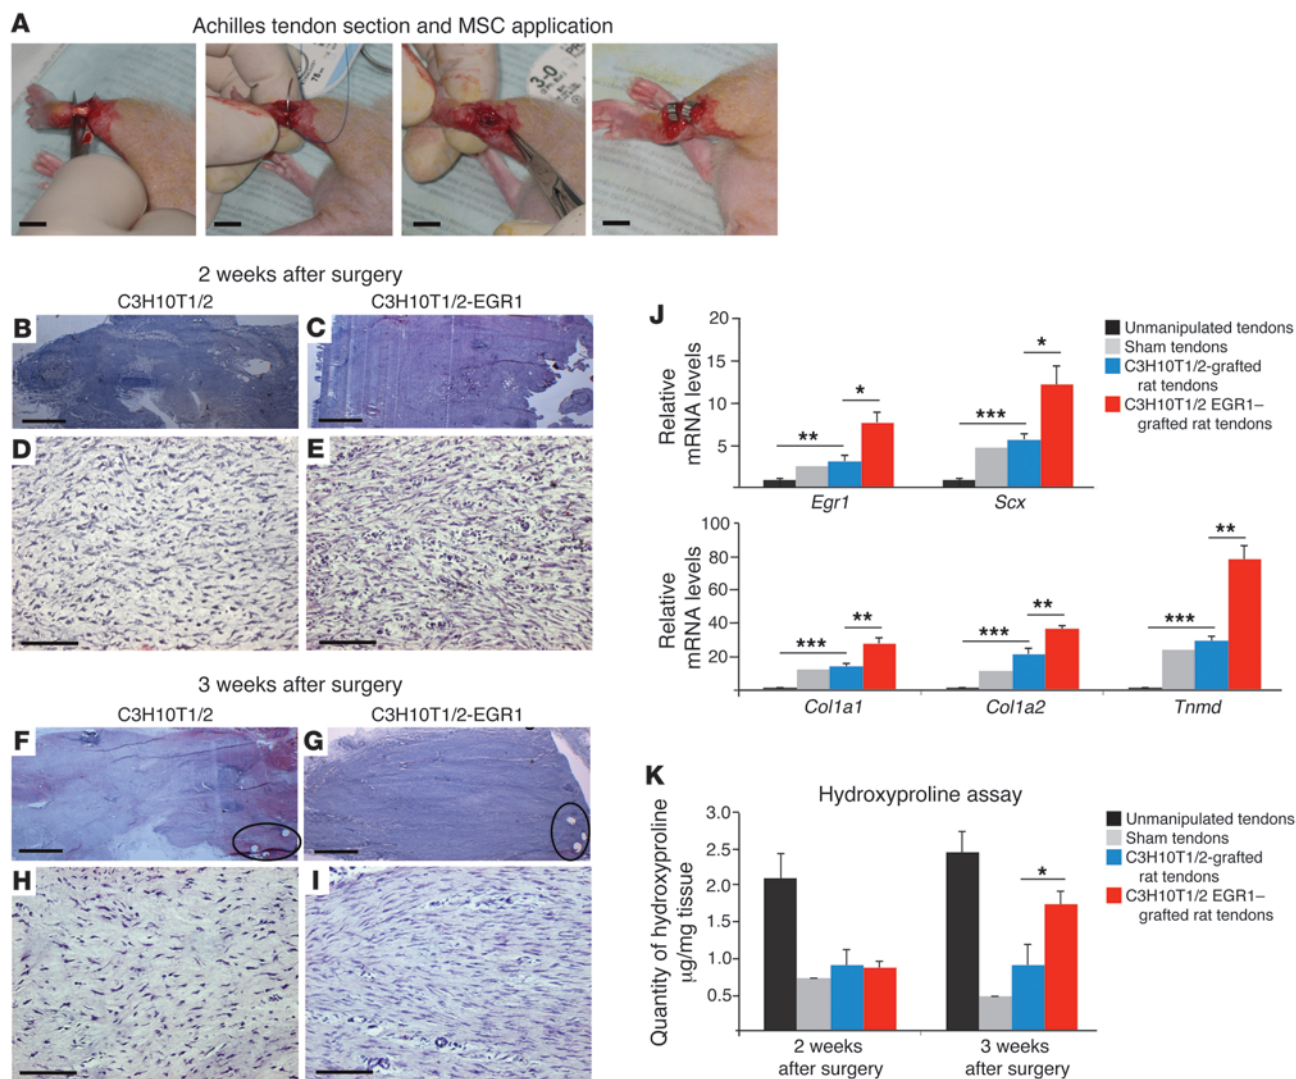 A
Achilles tendon section and MSC application
3-0
2 weeks after surgery
C3H10T1/2
C3H10T1/2-EGR1
B
C
D
E
3 weeks after surgery
C3H10T1/2
C3H10T1/2-EGR1
F
G
H
I
J
Relative
mRNA levels
20
15
10
5
**
*
***
*
Egr1
Scx
Unmanipulated tendons
Sham tendons
C3H10T1/2-grafted
rat tendons
C3H10T1/2 EGR1–
grafted rat tendons
Relative
mRNA levels
100
80
60
40
20
***
**
***
**
***
**
Col1a1
Col1a2
Tnmd
K
Hydroxyproline assay
Quantity of hydroxyproline
µg/mg tissue
3.0
2.5
2.0
1.5
1.0
0.5
*
2 weeks
after surgery
3 weeks
after surgery
Unmanipulated tendons
Sham tendons
C3H10T1/2-grafted
rat tendons
C3H10T1/2 EGR1–
grafted rat tendons